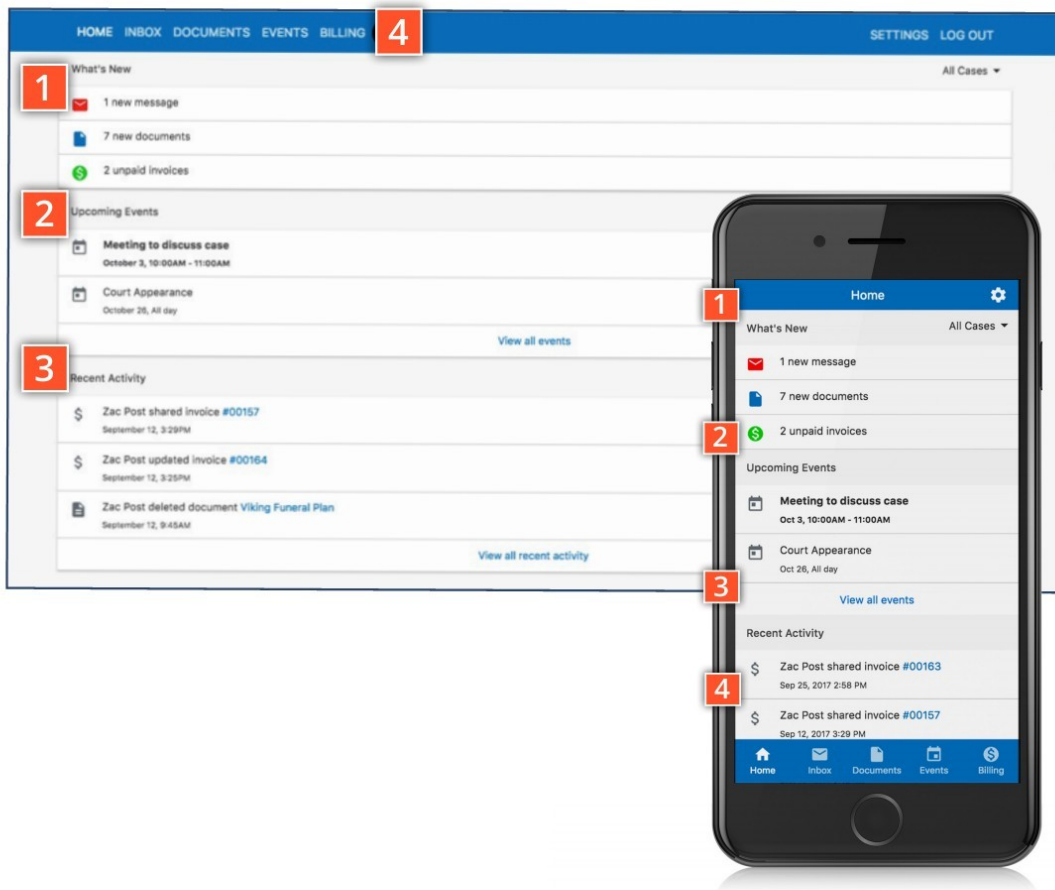 HOME INBOX DOCUMENTS EVENTS BILLING 4 SETTINGS LOG OUT
1
What's New All Cases
1 new message
7 new documents
2 unpaid invoices
2
Upcoming Events
Meeting to discuss case
October 3, 10:00AM - 11:00AM
Court Appearance
October 26, All day
View all events
3
Recent Activity
Zac Post shared invoice #00157
September 12, 3:29PM
Zac Post updated invoice #00164
September 12, 3:25PM
Zac Post deleted document Viking Funeral Plan
September 12, 9:45AM
View all recent activity
1
Home
What's New All Cases
1 new message
7 new documents
2
2 unpaid invoices
Upcoming Events
Meeting to discuss case
Oct 3, 10:00AM - 11:00AM
Court Appearance
Oct 26, All day
3
View all events
Recent Activity
Zac Post shared invoice #00163
4
Sep 25, 2017 2:58 PM
Zac Post shared invoice #00157
Sep 12, 2017 3:29 PM
Home Inbox Documents Events Billing